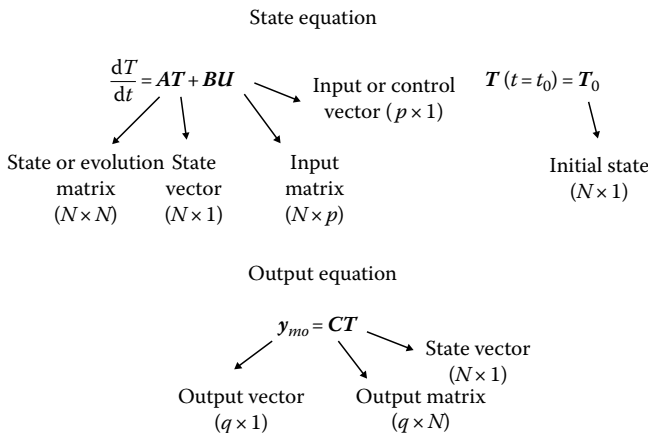 State equation
dT/dt = AT + BU
T (t = t₀) = T₀
Input or control
vector (p × 1)
State or evolution
matrix
(N × N)
State
vector
(N × 1)
Input
matrix
(N × p)
Initial state
(N × 1)
Output equation
yₘₒ = CT
State vector
(N × 1)
Output vector
(q × 1)
Output matrix
(q × N)